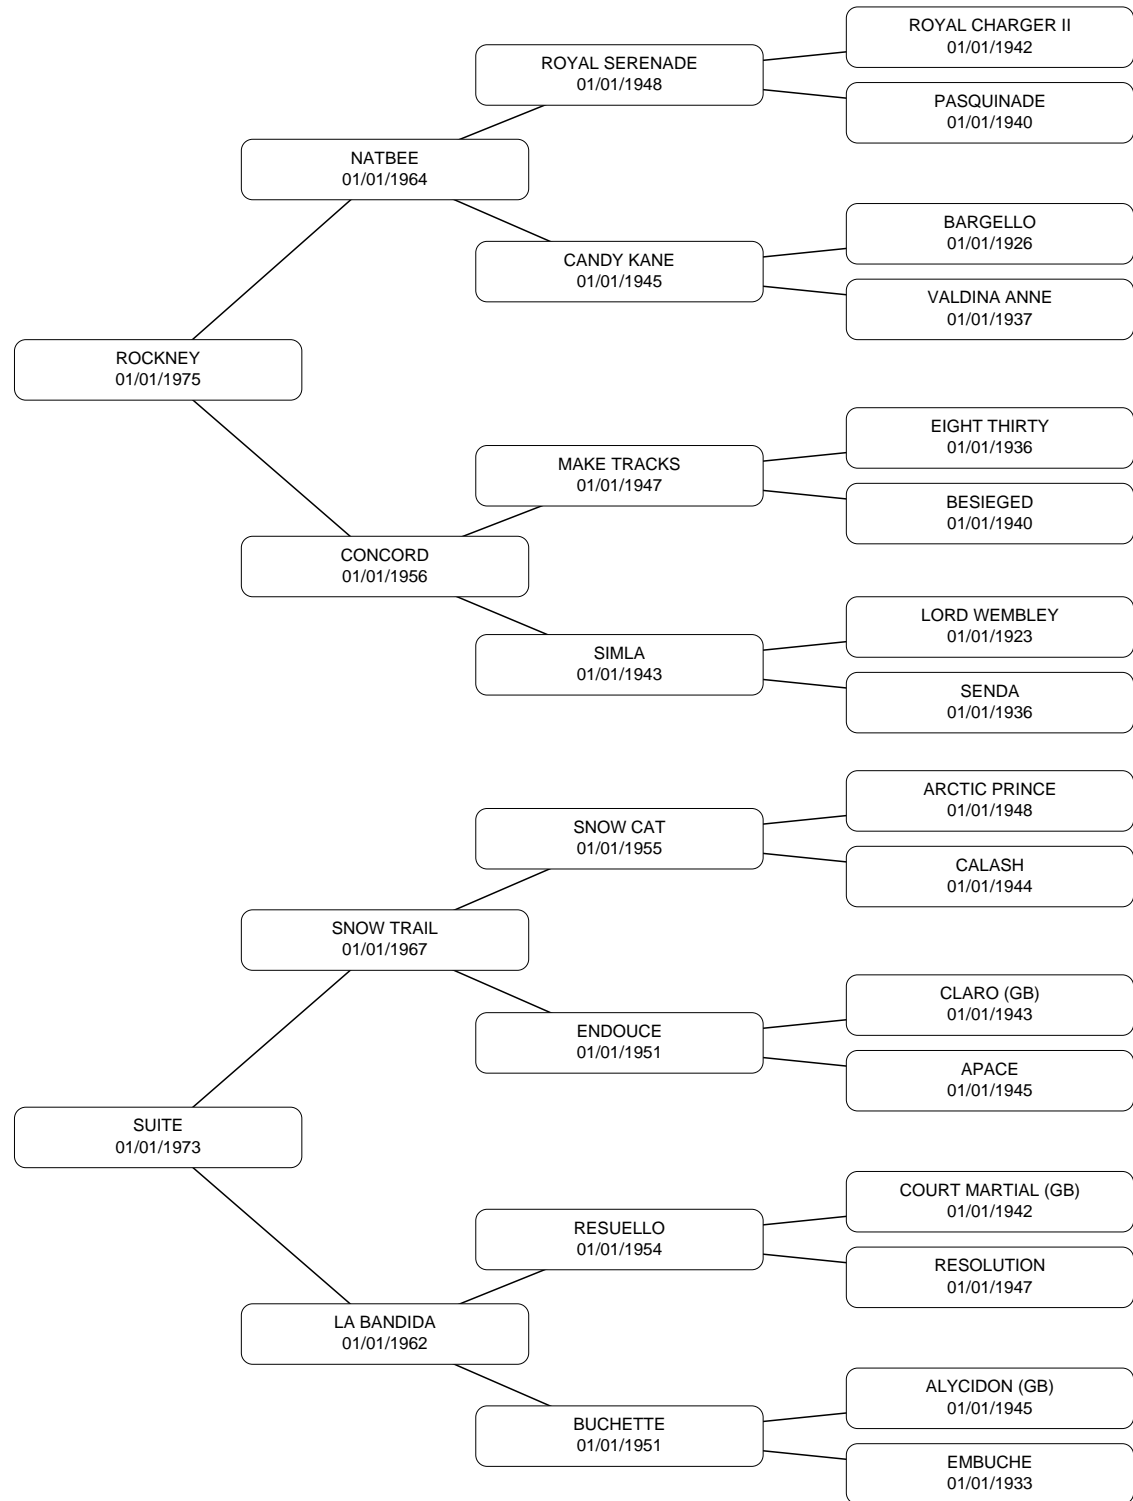 ROYAL CHARGER II
01/01/1942
ROYAL SERENADE
01/01/1948
PASQUINADE
01/01/1940
NATBEE
01/01/1964
BARGELLO
01/01/1926
CANDY KANE
01/01/1945
VALDINA ANNE
01/01/1937
ROCKNEY
01/01/1975
EIGHT THIRTY
01/01/1936
MAKE TRACKS
01/01/1947
BESIEGED
01/01/1940
CONCORD
01/01/1956
LORD WEMBLEY
01/01/1923
SIMLA
01/01/1943
SENDA
01/01/1936
ARCTIC PRINCE
01/01/1948
SNOW CAT
01/01/1955
CALASH
01/01/1944
SNOW TRAIL
01/01/1967
CLARO (GB)
01/01/1943
ENDOUCE
01/01/1951
APACE
01/01/1945
SUITE
01/01/1973
COURT MARTIAL (GB)
01/01/1942
RESUELLO
01/01/1954
RESOLUTION
01/01/1947
LA BANDIDA
01/01/1962
ALYCIDON (GB)
01/01/1945
BUCHETTE
01/01/1951
EMBUCHE
01/01/1933